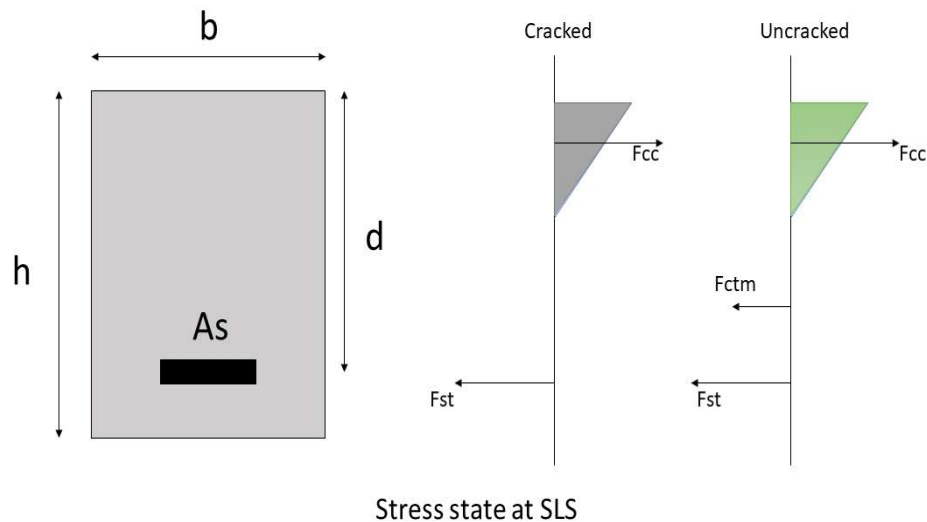 b
Cracked
Uncracked
Fcc
Fcc
h
d
Fctm
As
Fst
Fst
Stress state at SLS